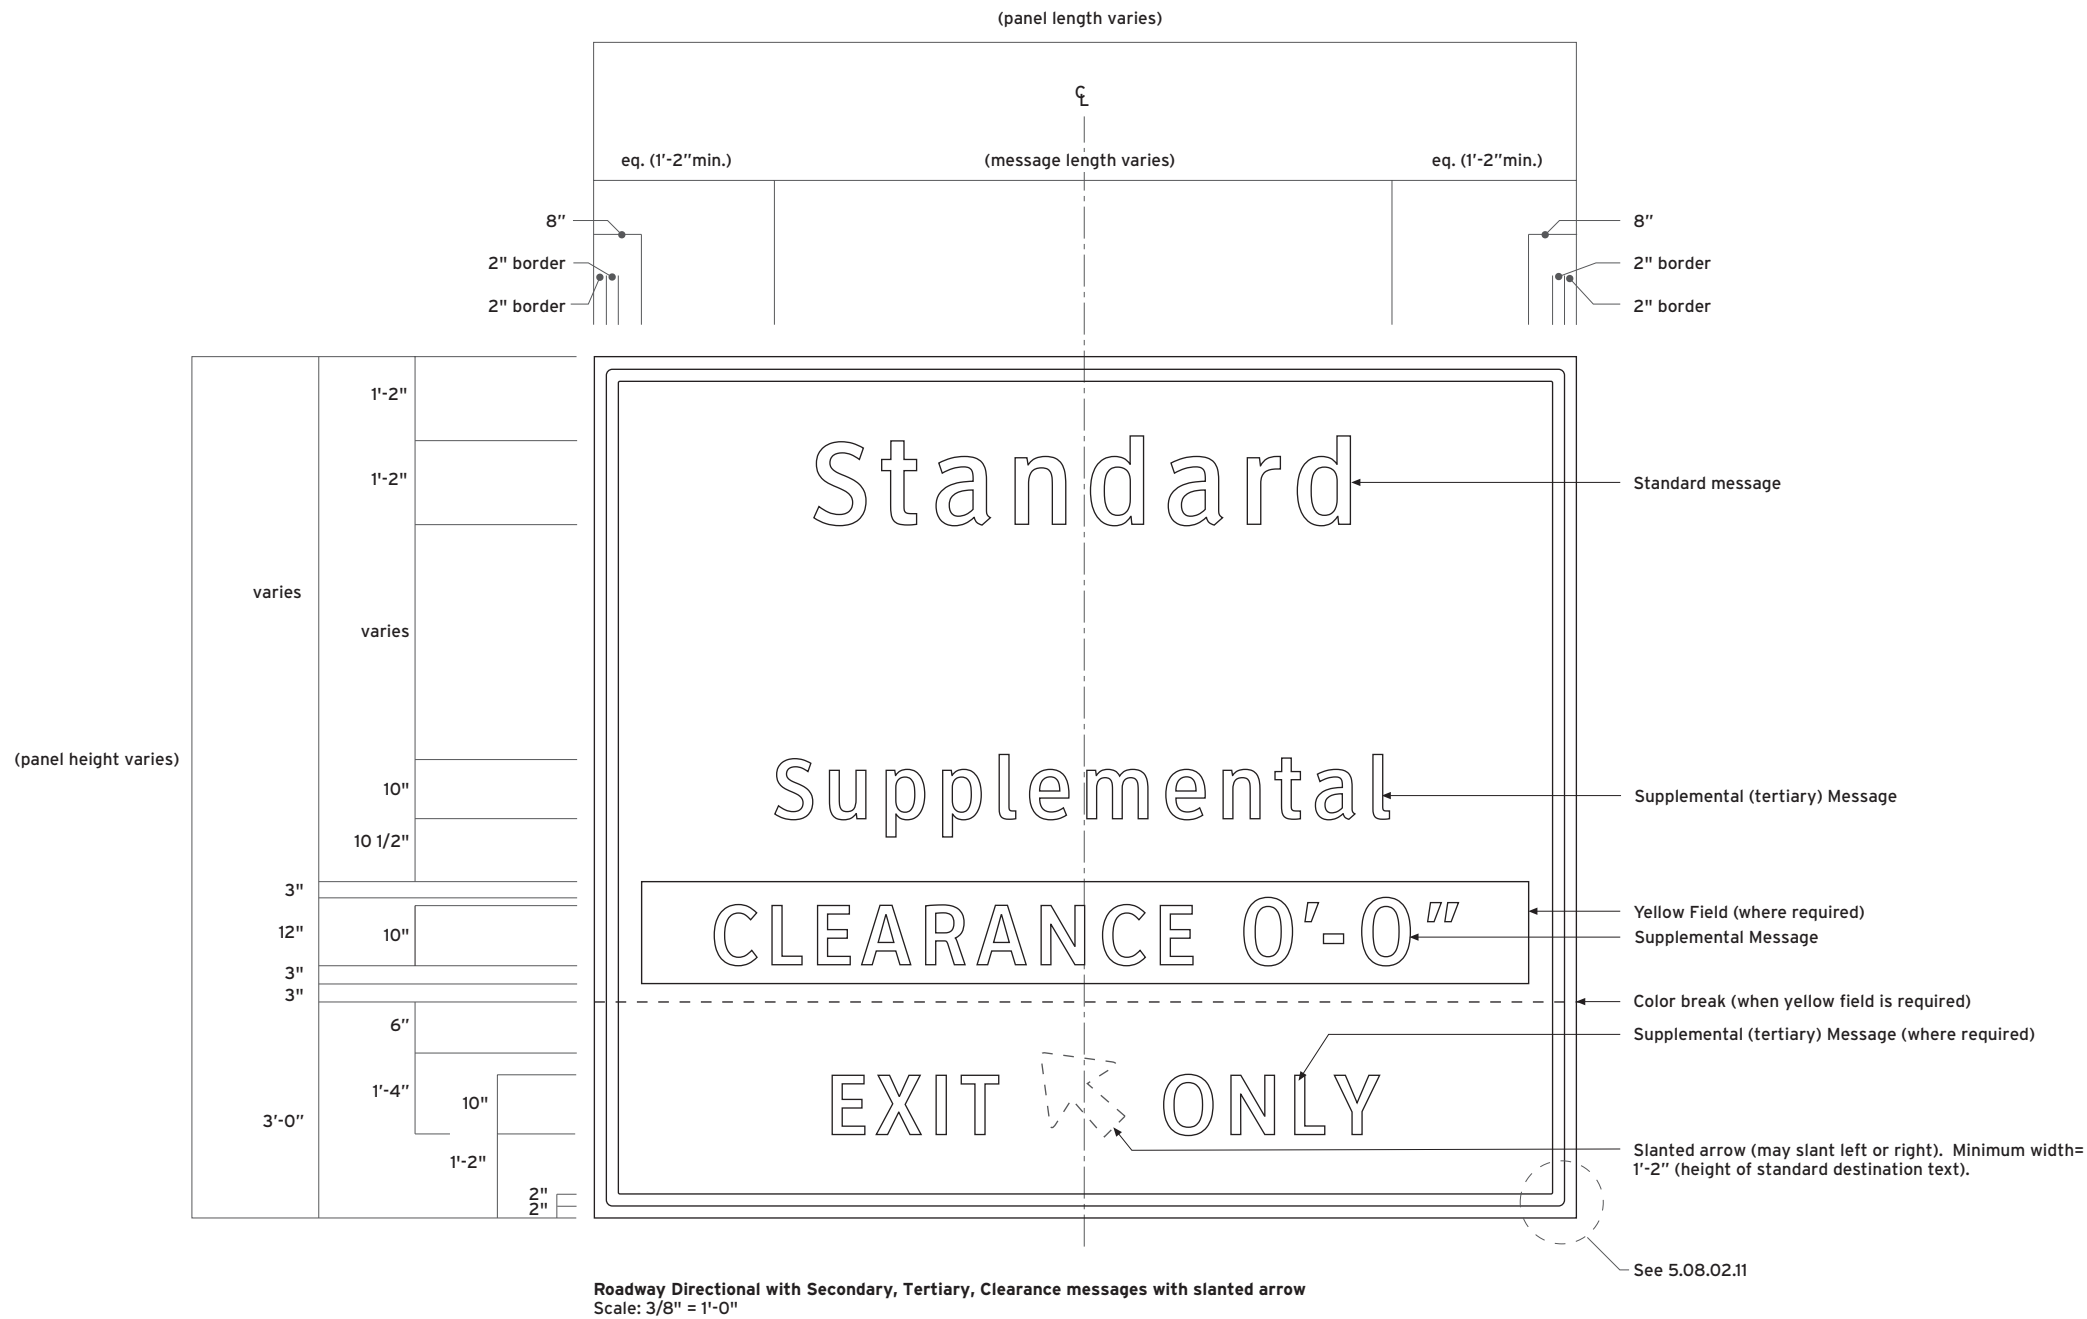 (panel length varies)
℄
eq. (1'-2"min.)
(message length varies)
eq. (1'-2"min.)
8"
8"
2" border
2" border
2" border
2" border
1'-2"
1'-2"
Standard
Standard message
varies
varies
(panel height varies)
10"
Supplemental
Supplemental (tertiary) Message
10 1/2"
3"
12"
10"
3"
3"
CLEARANCE 0'-0"
Yellow Field (where required)
Supplemental Message
Color break (when yellow field is required)
6"
Supplemental (tertiary) Message (where required)
1'-4"
10"
3'-0"
EXIT ONLY
1'-2"
Slanted arrow (may slant left or right). Minimum width=
1'-2" (height of standard destination text).
2"
2"
See 5.08.02.11
Roadway Directional with Secondary, Tertiary, Clearance messages with slanted arrow
Scale: 3/8" = 1'-0"